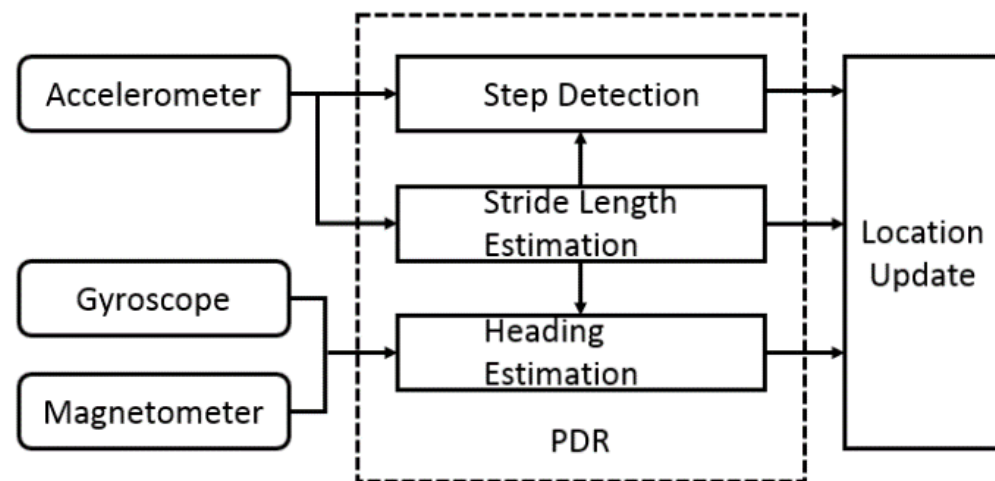 Accelerometer
Step Detection
Stride Length
Estimation
Location
Update
Gyroscope
Heading
Estimation
Magnetometer
PDR